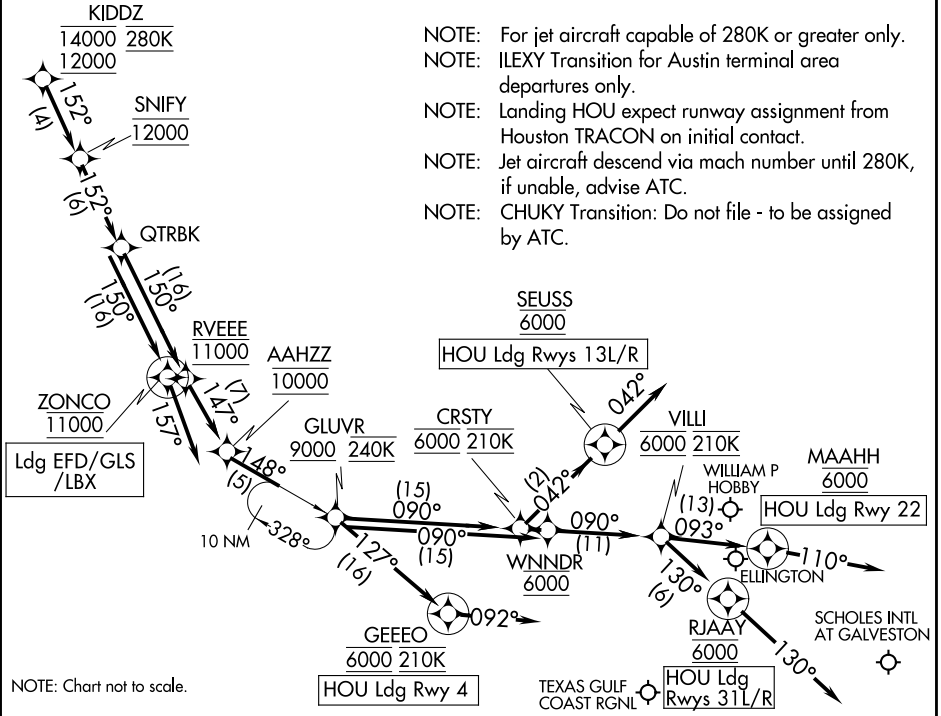 KIDDZ
14000 280K
12000
NOTE: For jet aircraft capable of 280K or greater only.
NOTE: ILEXY Transition for Austin terminal area
departures only.
NOTE: Landing HOU expect runway assignment from
Houston TRACON on initial contact.
NOTE: Jet aircraft descend via mach number until 280K,
if unable, advise ATC.
NOTE: CHUKY Transition: Do not file - to be assigned
by ATC.
152°
(4)
SNIFY
12000
152°
(6)
QTRBK
150°
(16)
(16)
150°
RVEEE
11000
ZONCO
11000
Ldg EFD/GLS
/LBX
157°
(7)
147°
AAHZZ
10000
148°
(5)
10 NM
328°
GLUVR
9000 240K
(15)
090°
090°
(15)
127°
(16)
GEEEO
6000 210K
HOU Ldg Rwy 4
092°
CRSTY
6000 210K
(2)
042°
SEUSS
6000
HOU Ldg Rwys 13L/R
042°
WNNDR
6000
090°
(11)
VILLI
6000 210K
WILLIAM P
HOBBY
(13)
093°
MAAHH
6000
HOU Ldg Rwy 22
110°
ELLINGTON
130°
(6)
RJAAY
6000
HOU Ldg
Rwys 31L/R
130°
SCHOLES INTL
AT GALVESTON
TEXAS GULF
COAST RGNL
NOTE: Chart not to scale.